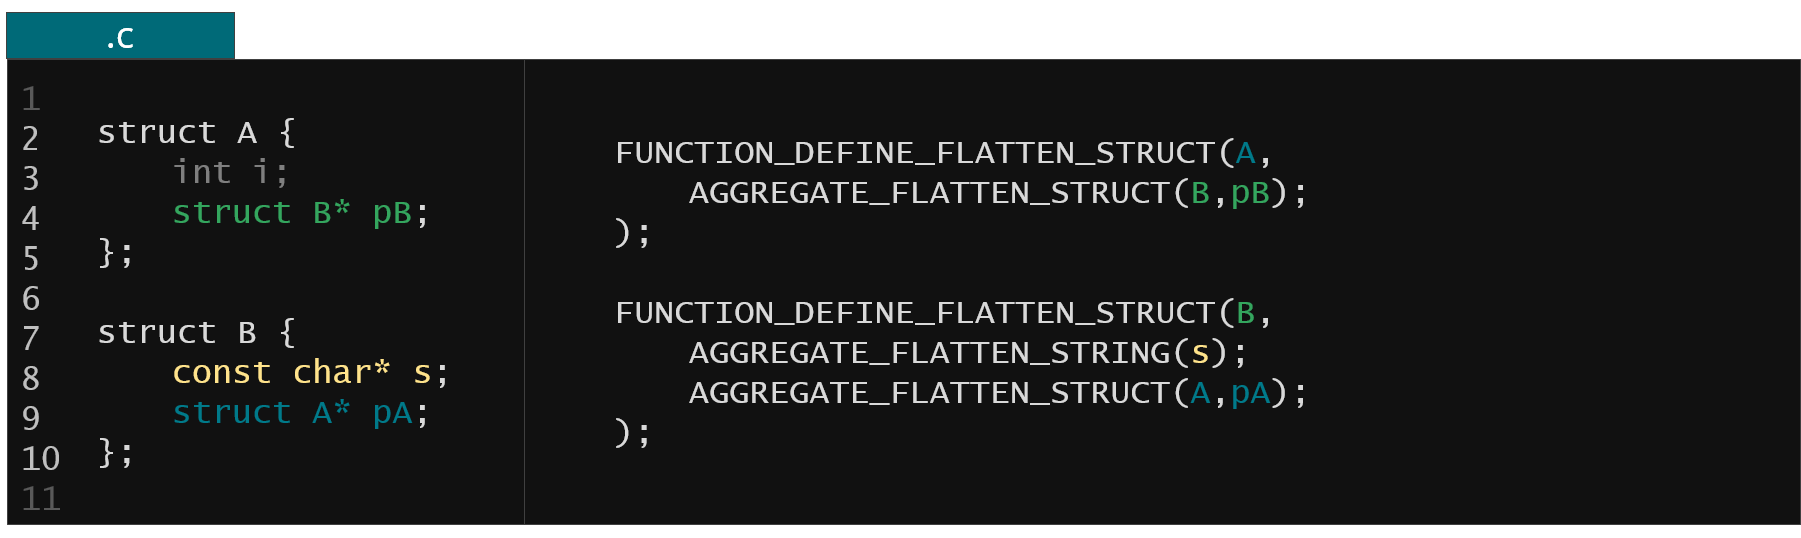 .c
1
2 struct A {
3 int i;
4 struct B* pB;
5 };
6
7 struct B {
8 const char* s;
9 struct A* pA;
10 };
11
FUNCTION_DEFINE_FLATTEN_STRUCT(A,
AGGREGATE_FLATTEN_STRUCT(B,pB);
);
FUNCTION_DEFINE_FLATTEN_STRUCT(B,
AGGREGATE_FLATTEN_STRING(s);
AGGREGATE_FLATTEN_STRUCT(A,pA);
);